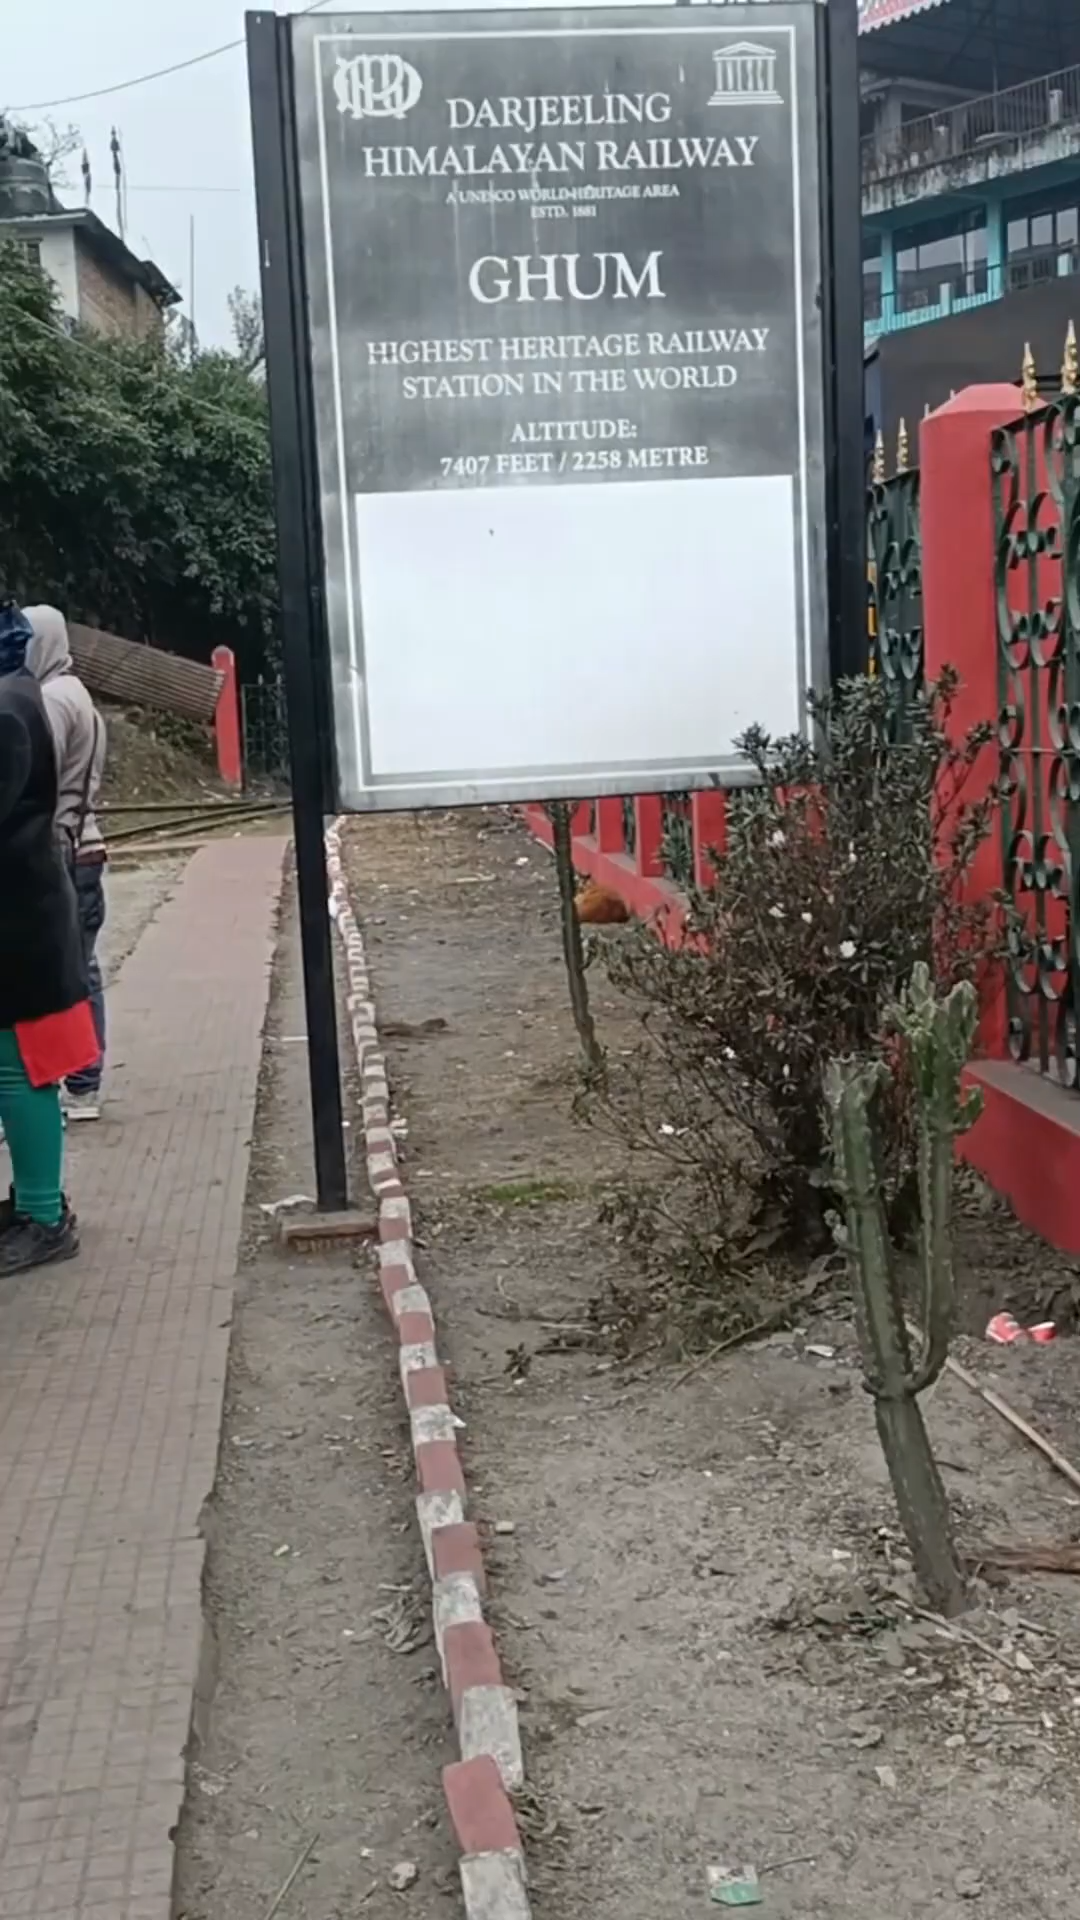 DHR
DARJEELING
HIMALAYAN RAILWAY
A UNESCO WORLD HERITAGE AREA
ESTD. 1881
GHUM
HIGHEST HERITAGE RAILWAY
STATION IN THE WORLD
ALTITUDE:
7407 FEET / 2258 METRE